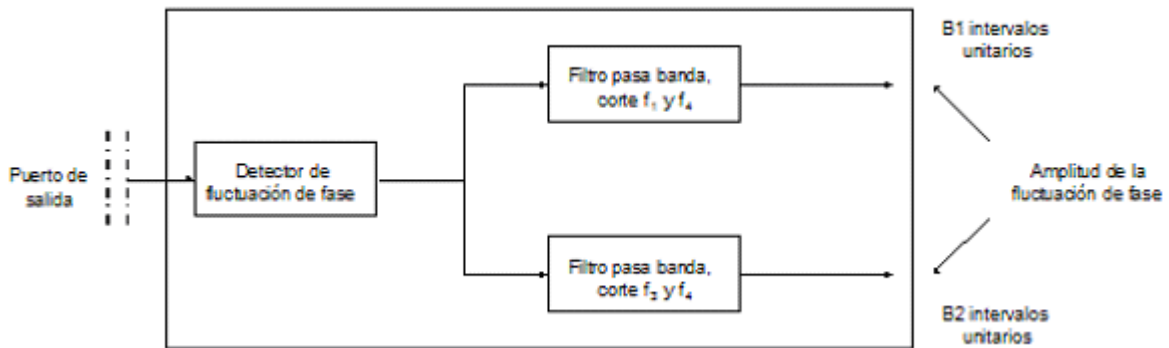 B1 intervalos
unitarios
Filtro pasa banda,
corte f₁ y f₄
Puerto de
salida
Detector de
fluctuación de fase
Amplitud de la
fluctuación de fase
Filtro pasa banda,
corte f₃ y f₄
B2 intervalos
unitarios